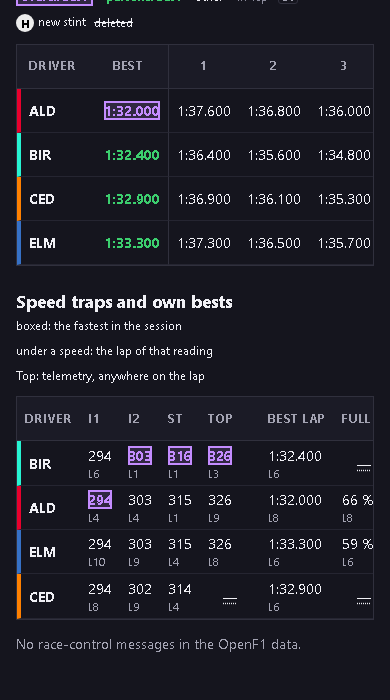 H new stint deleted
DRIVER BEST 1 2 3
ALD 1:32.000 1:37.600 1:36.800 1:36.000
BIR 1:32.400 1:36.400 1:35.600 1:34.800
CED 1:32.900 1:36.900 1:36.100 1:35.300
ELM 1:33.300 1:37.300 1:36.500 1:35.700
Speed traps and own bests
boxed: the fastest in the session
under a speed: the lap of that reading
Top: telemetry, anywhere on the lap
DRIVER I1 I2 ST TOP BEST LAP FULL
BIR 294 303 316 326 1:32.400 —
L6 L1 L1 L3 L6
ALD 294 303 315 326 1:32.000 66 %
L4 L4 L1 L9 L8 L8
ELM 294 303 315 326 1:33.300 59 %
L10 L9 L4 L8 L6 L6
CED 294 302 314 — 1:32.900 —
L8 L9 L4 L6
No race-control messages in the OpenF1 data.